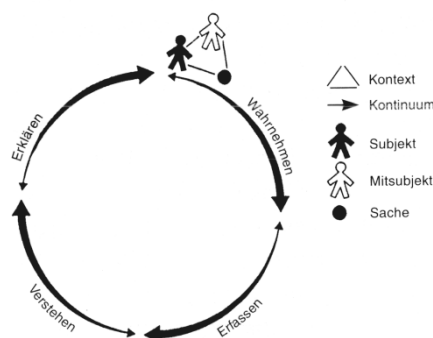 Wahrnehmen
Erfassen
Verstehen
Erklären
Kontext
Kontinuum
Subjekt
Mitsubjekt
Sache